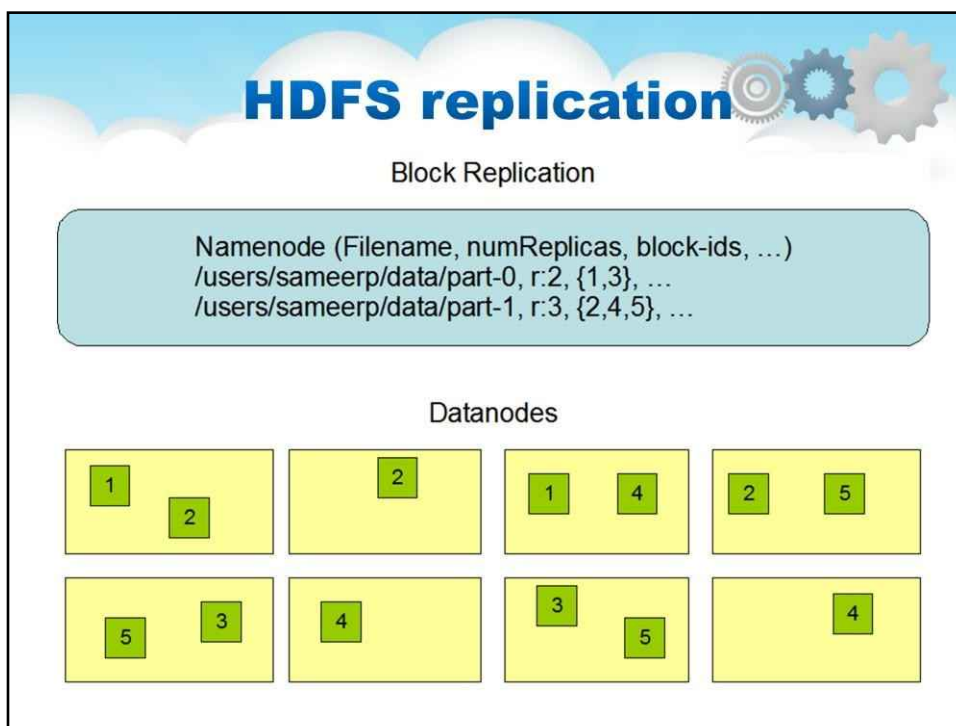 HDFS replication
Block Replication
Namenode (Filename, numReplicas, block-ids, …)
/users/sameerp/data/part-0, r:2, {1,3}, …
/users/sameerp/data/part-1, r:3, {2,4,5}, …
Datanodes
1
2
2
1 4
2 5
5 3
4
3
5
4